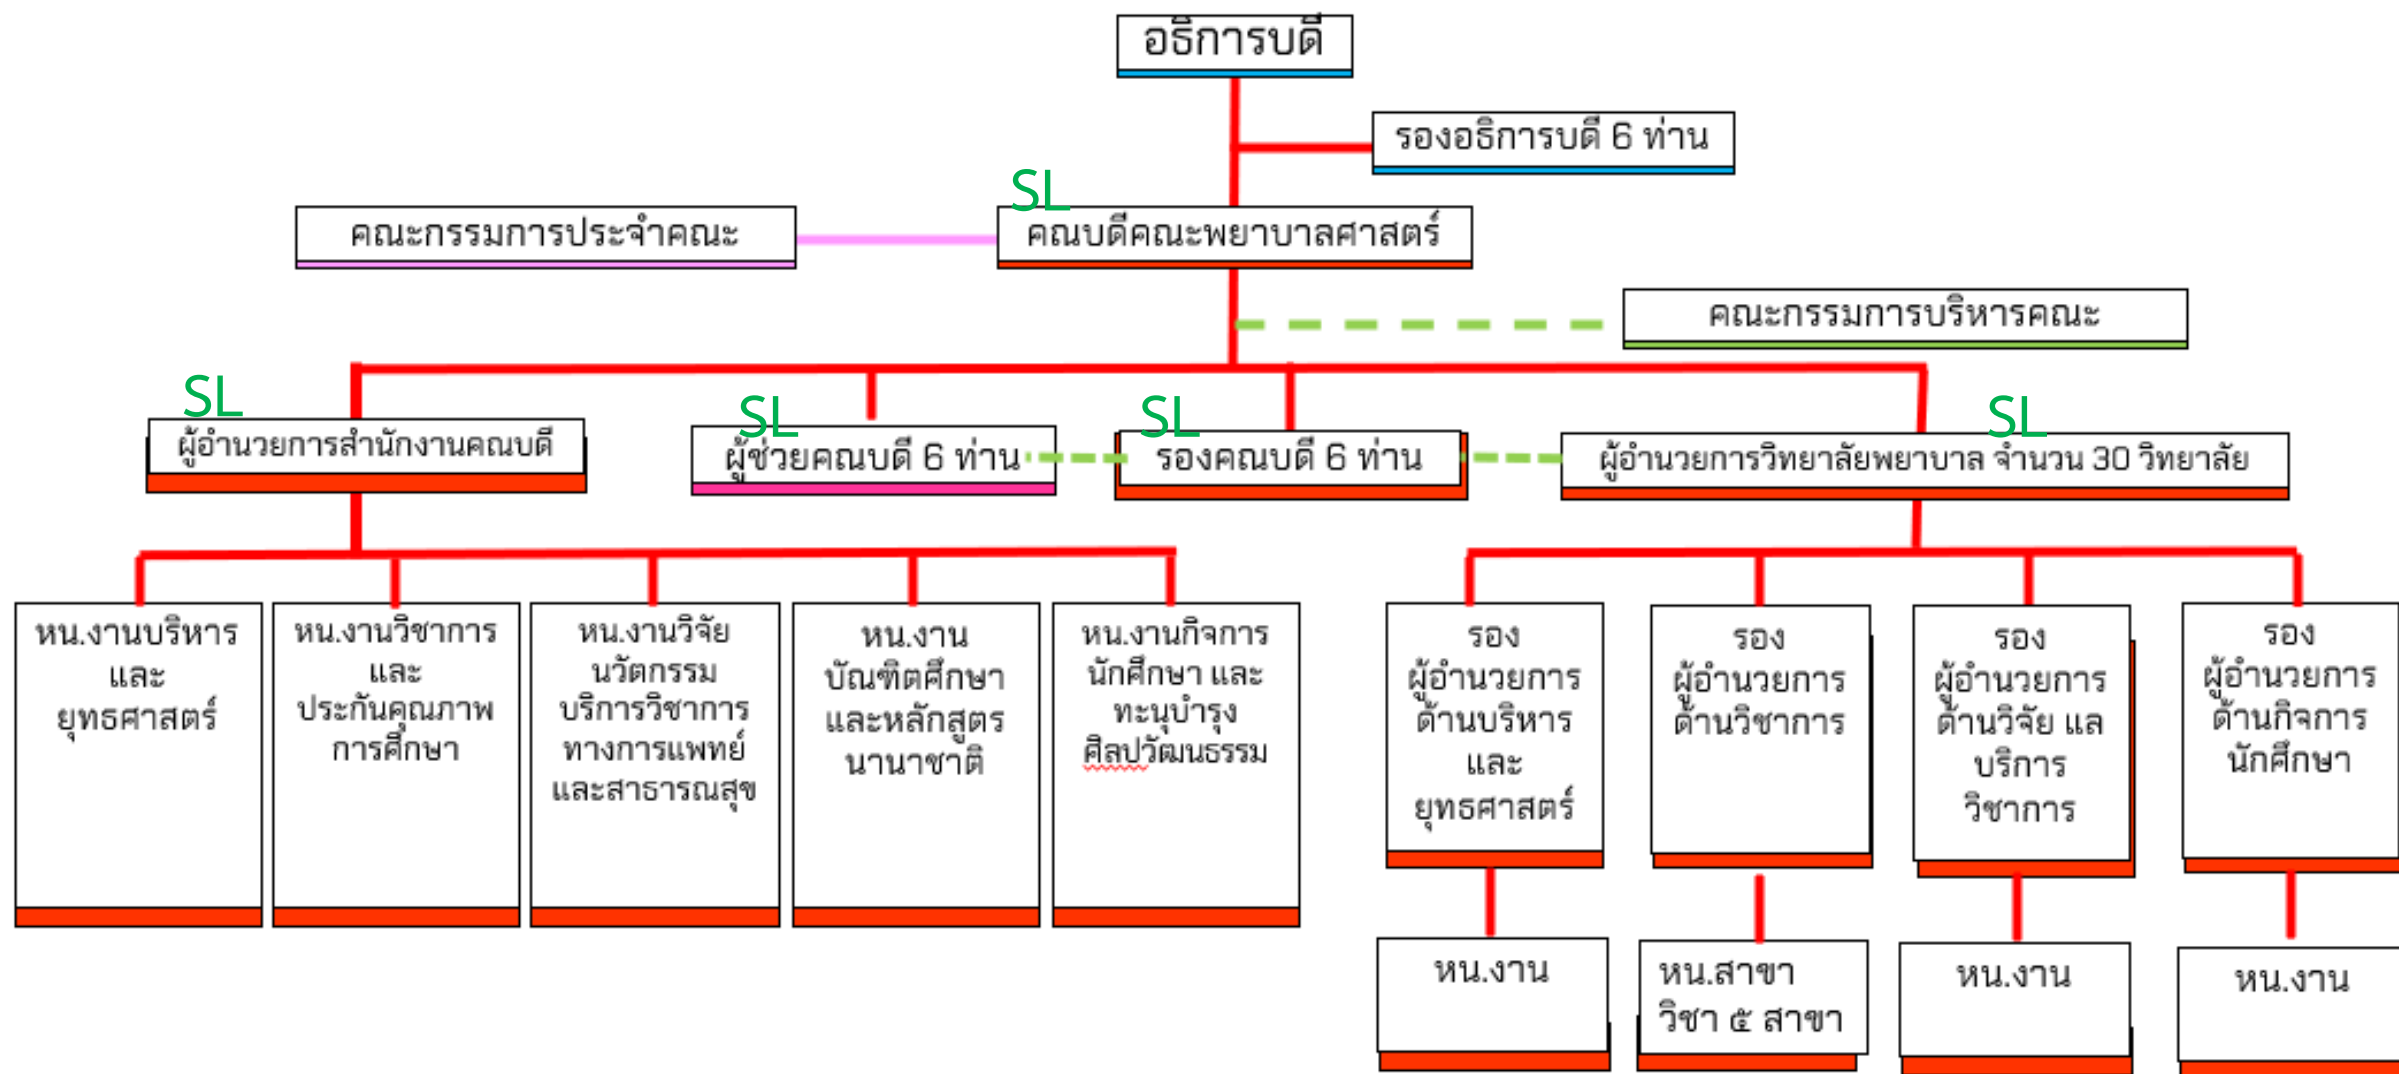 อธิการบดี
รองอธิการบดี 6 ท่าน
SL
คณะกรรมการประจำคณะ
คณบดีคณะพยาบาลศาสตร์
คณะกรรมการบริหารคณะ
SL
SL
SL
SL
ผู้อำนวยการสำนักงานคณบดี
ผู้ช่วยคณบดี 6 ท่าน
รองคณบดี 6 ท่าน
ผู้อำนวยการวิทยาลัยพยาบาล จำนวน 30 วิทยาลัย
หน.งานบริหาร
และ
ยุทธศาสตร์
หน.งานวิชาการ
และ
ประกันคุณภาพ
การศึกษา
หน.งานวิจัย
นวัตกรรม
บริการวิชาการ
ทางการแพทย์
และสาธารณสุข
หน.งาน
บัณฑิตศึกษา
และหลักสูตร
นานาชาติ
หน.งานกิจการ
นักศึกษา และ
ทะนุบำรุง
ศิลปวัฒนธรรม
รอง
ผู้อำนวยการ
ด้านบริหาร
และ
ยุทธศาสตร์
รอง
ผู้อำนวยการ
ด้านวิชาการ
รอง
ผู้อำนวยการ
ด้านวิจัย แล
บริการ
วิชาการ
รอง
ผู้อำนวยการ
ด้านกิจการ
นักศึกษา
หน.งาน
หน.สาขา
วิชา ๕ สาขา
หน.งาน
หน.งาน